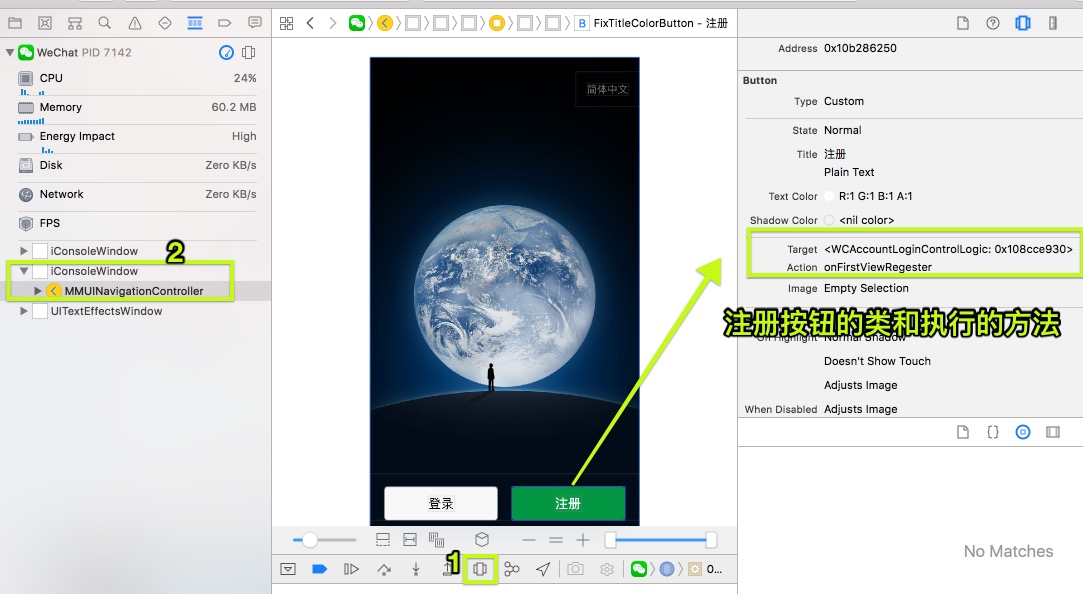 B FixTitleColorButton - 注册
WeChat PID 7142
CPU 24%
Memory 60.2 MB
Energy Impact High
Disk Zero KB/s
Network Zero KB/s
FPS
iConsoleWindow
2
iConsoleWindow
MMUINavigationController
UITextEffectsWindow
简体中文
登录
注册
1
0...
Address 0x10b286250
Button
Type Custom
State Normal
Title 注册
Plain Text
Text Color R:1 G:1 B:1 A:1
Shadow Color <nil color>
Target <WCAccountLoginControlLogic: 0x108cce930>
Action onFirstViewRegester
Image Empty Selection
注册按钮的类和执行的方法
On Highlight Normal Shadow
Doesn't Show Touch
Adjusts Image
When Disabled Adjusts Image
No Matches